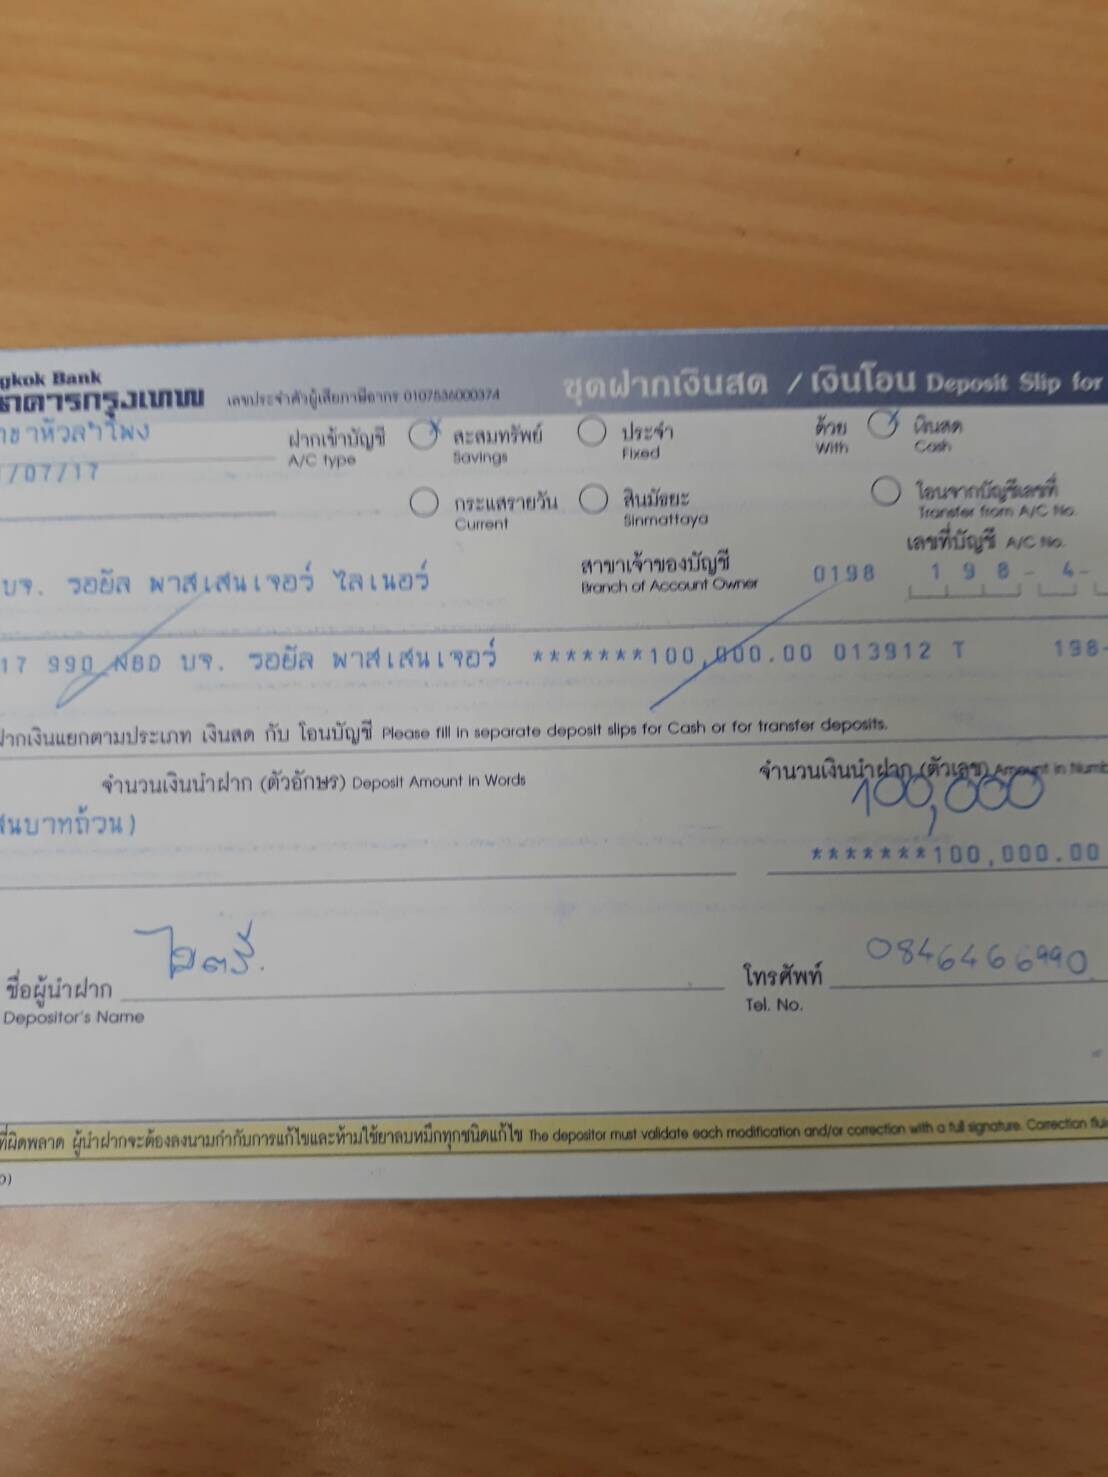 gkok Bank
นาคารกรุงเทพ เลขประจำตัวผู้เสียภาษีอากร 0107536000374 ชุดฝากเงินสด / เงินโอน Deposit Slip for
าขาหัวลำโพง ฝากเข้าบัญชี สะสมทรัพย์ ประจำ ด้วย เงินสด
A/C type Savings Fixed With Cash
/07/17
กระแสรายวัน สินมัธยะ โอนจากบัญชีเลขที่
Current Sinmattaya Transfer from A/C No.
บจ. รอยัล พาสเสนเจอร์ ไลเนอร์ สาขาเจ้าของบัญชี 0198 เลขที่บัญชี A/C No.
Branch of Account Owner 198-4-
17 990 NBD บจ. รอยัล พาสเสนเจอร์ *******100,000.00 013912 T 198-
ฝากเงินแยกตามประเภท เงินสด กับ โอนบัญชี Please fill in separate deposit slips for Cash or for transfer deposits.
จำนวนเงินนำฝาก (ตัวอักษร) Deposit Amount in Words จำนวนเงินนำฝาก (ตัวเลข) Amount in Numb
100,000
สนบาทถ้วน) *******100,000.00
ชื่อผู้นำฝาก โทรศัพท์ 0846466990
Depositor's Name Tel. No.
ที่ผิดพลาด ผู้นำฝากจะต้องลงนามกำกับการแก้ไขและห้ามใช้ยาลบหมึกทุกชนิดแก้ไข The depositor must validate each modification and/or correction with a full signature. Correction flui